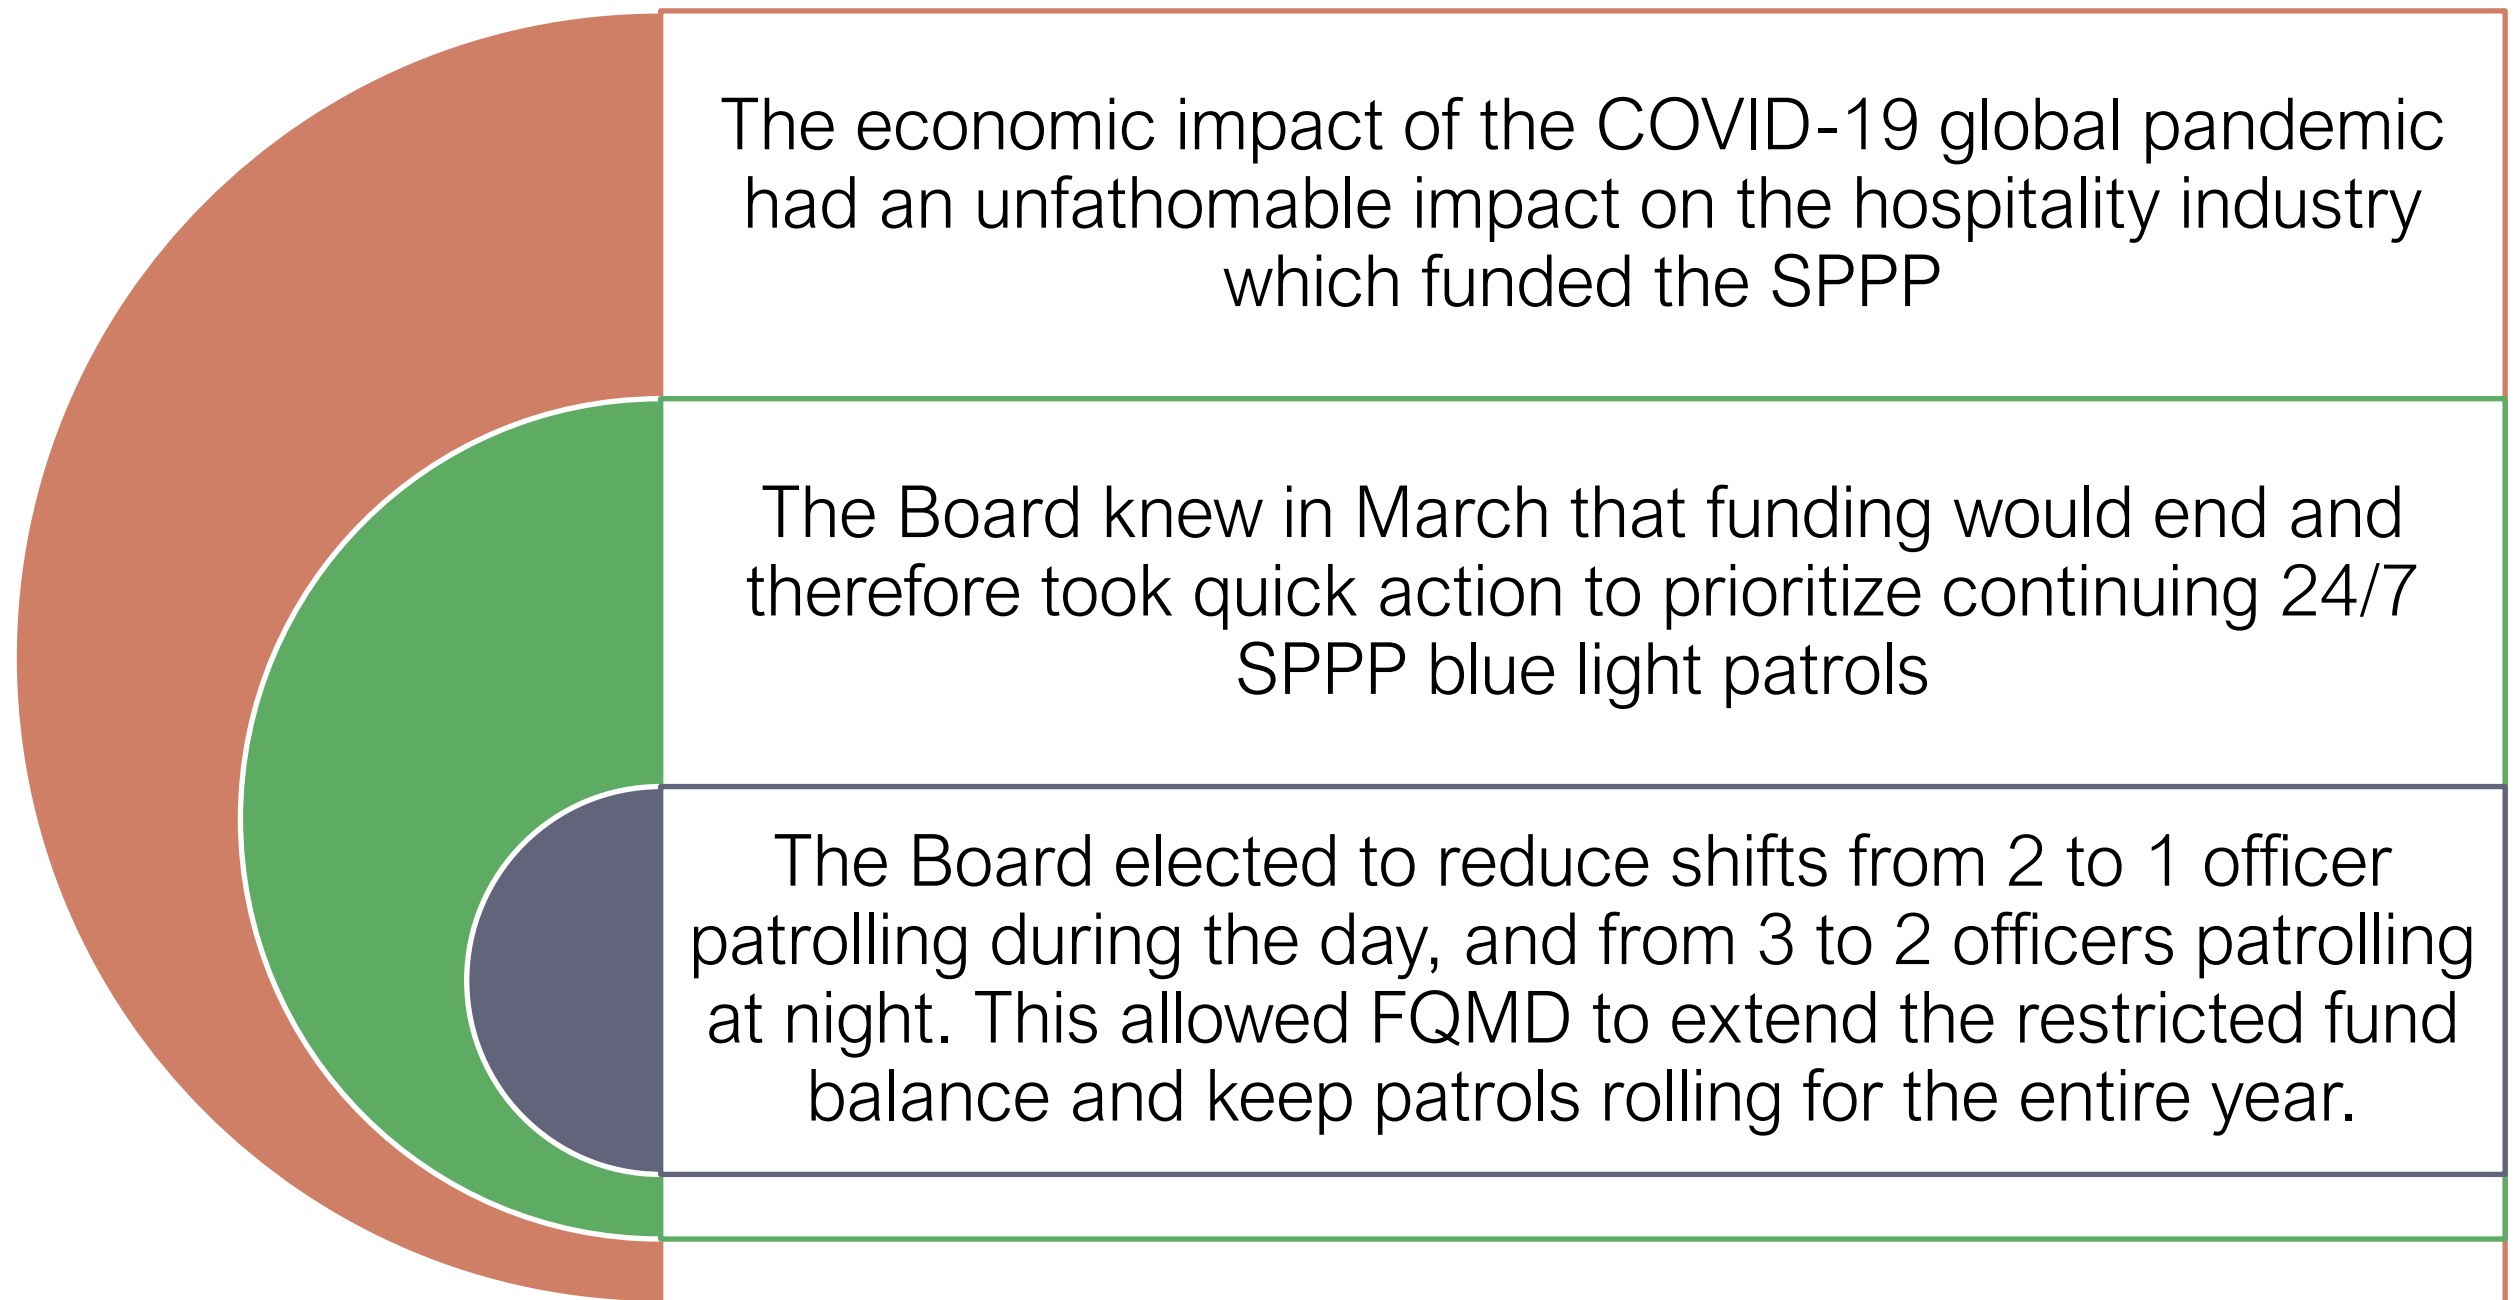 The economic impact of the COVID-19 global pandemic
had an unfathomable impact on the hospitality industry
which funded the SPPP
The Board knew in March that funding would end and
therefore took quick action to prioritize continuing 24/7
SPPP blue light patrols
The Board elected to reduce shifts from 2 to 1 officer
patrolling during the day, and from 3 to 2 officers patrolling
at night. This allowed FQMD to extend the restricted fund
balance and keep patrols rolling for the entire year.